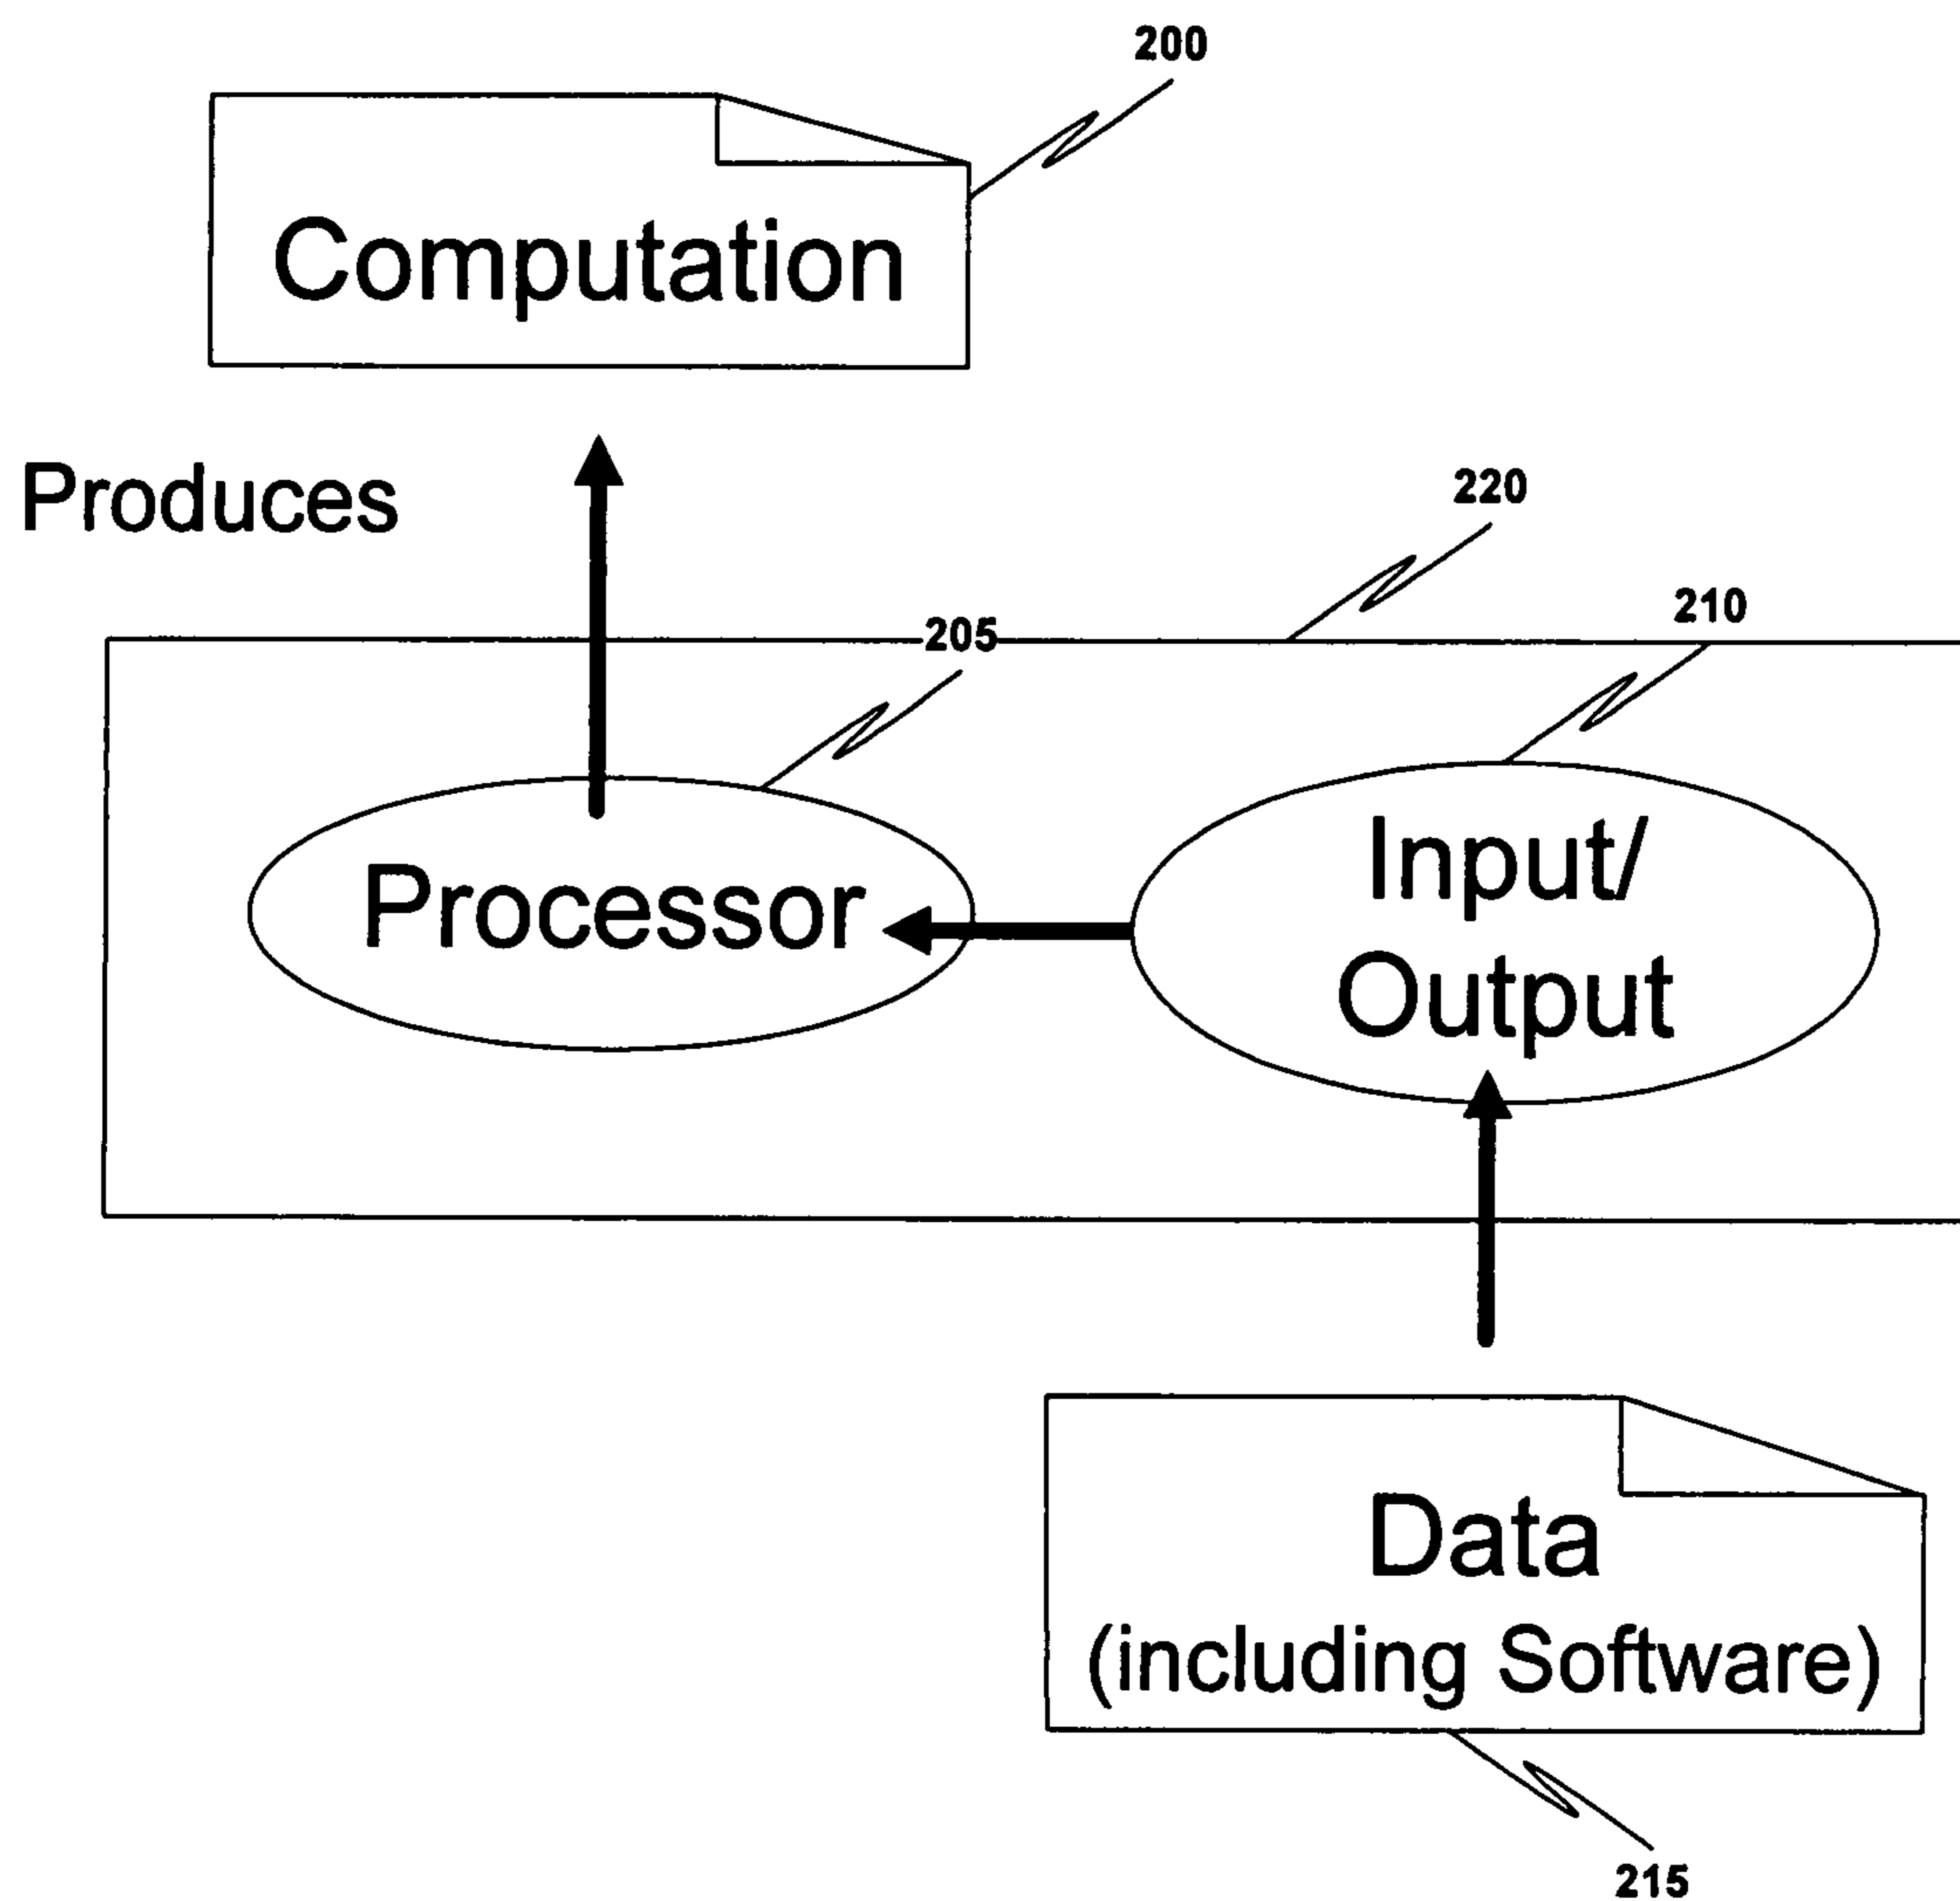 200
Computation
Produces
220
210
205
Processor
Input/
Output
Data
(including Software)
215